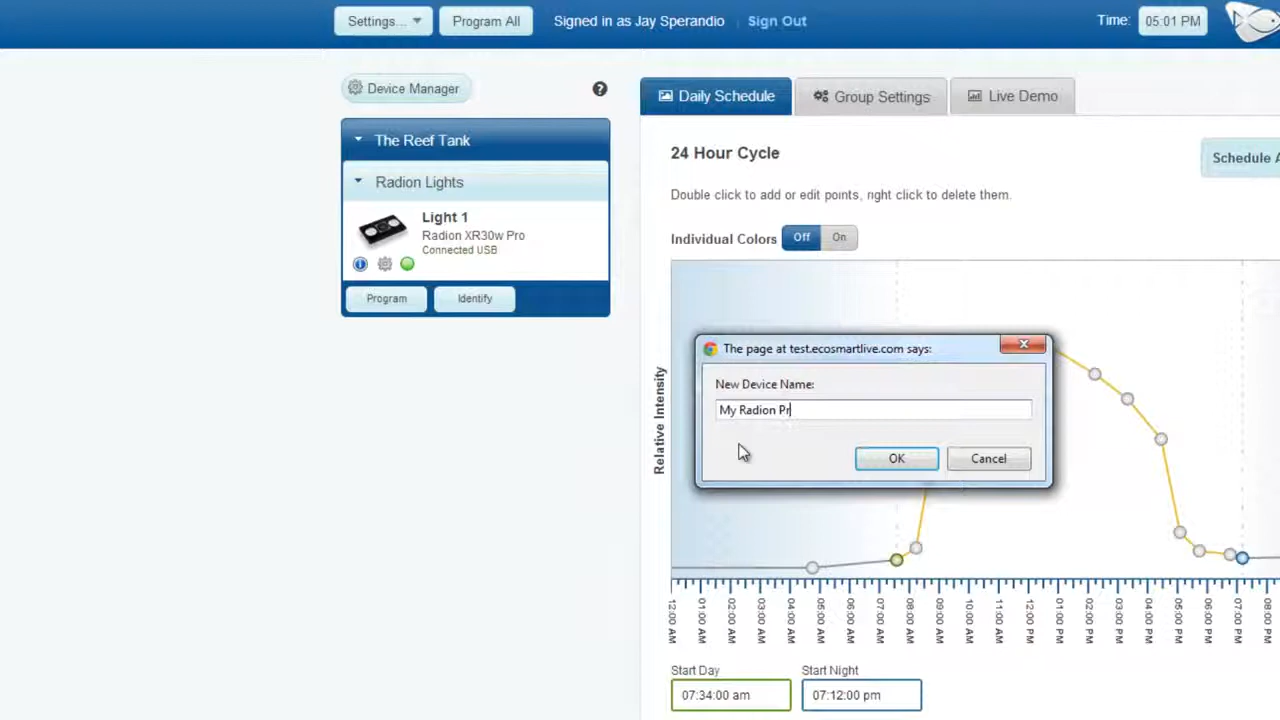 Settings...
Program All
Signed in as Jay Sperandio
Sign Out
Time:
05:01 PM
Device Manager
?
The Reef Tank
Radion Lights
Light 1
Radion XR30w Pro
Connected USB
Program
Identify
Daily Schedule
Group Settings
Live Demo
24 Hour Cycle
Schedule A
Double click to add or edit points, right click to delete them.
Individual Colors
Off
On
Relative Intensity
The page at test.ecosmartlive.com says:
New Device Name:
My Radion Pr
OK
Cancel
12:00 AM
01:00 AM
02:00 AM
03:00 AM
04:00 AM
05:00 AM
06:00 AM
07:00 AM
08:00 AM
09:00 AM
10:00 AM
11:00 AM
12:00 PM
01:00 PM
02:00 PM
03:00 PM
04:00 PM
05:00 PM
06:00 PM
07:00 PM
08:00 PM
Start Day
Start Night
07:34:00 am
07:12:00 pm